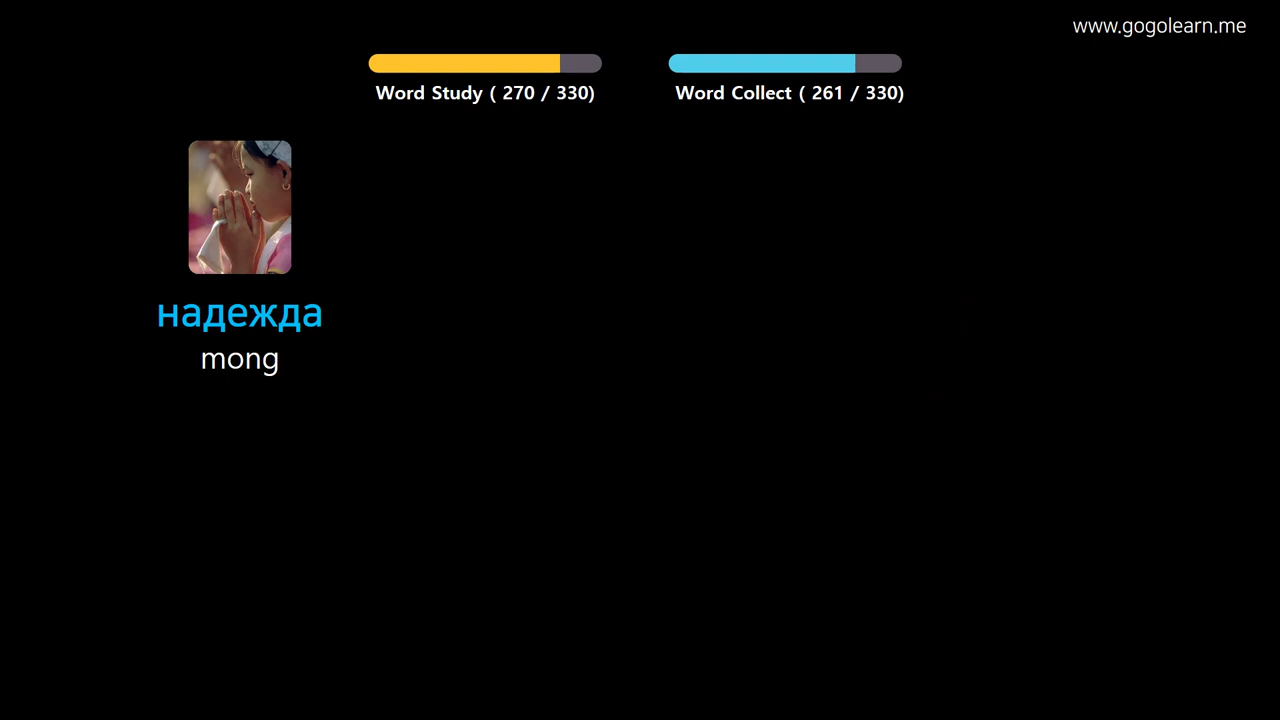 www.gogolearn.me
Word Study ( 270 / 330)
Word Collect ( 261 / 330)
надежда
mong